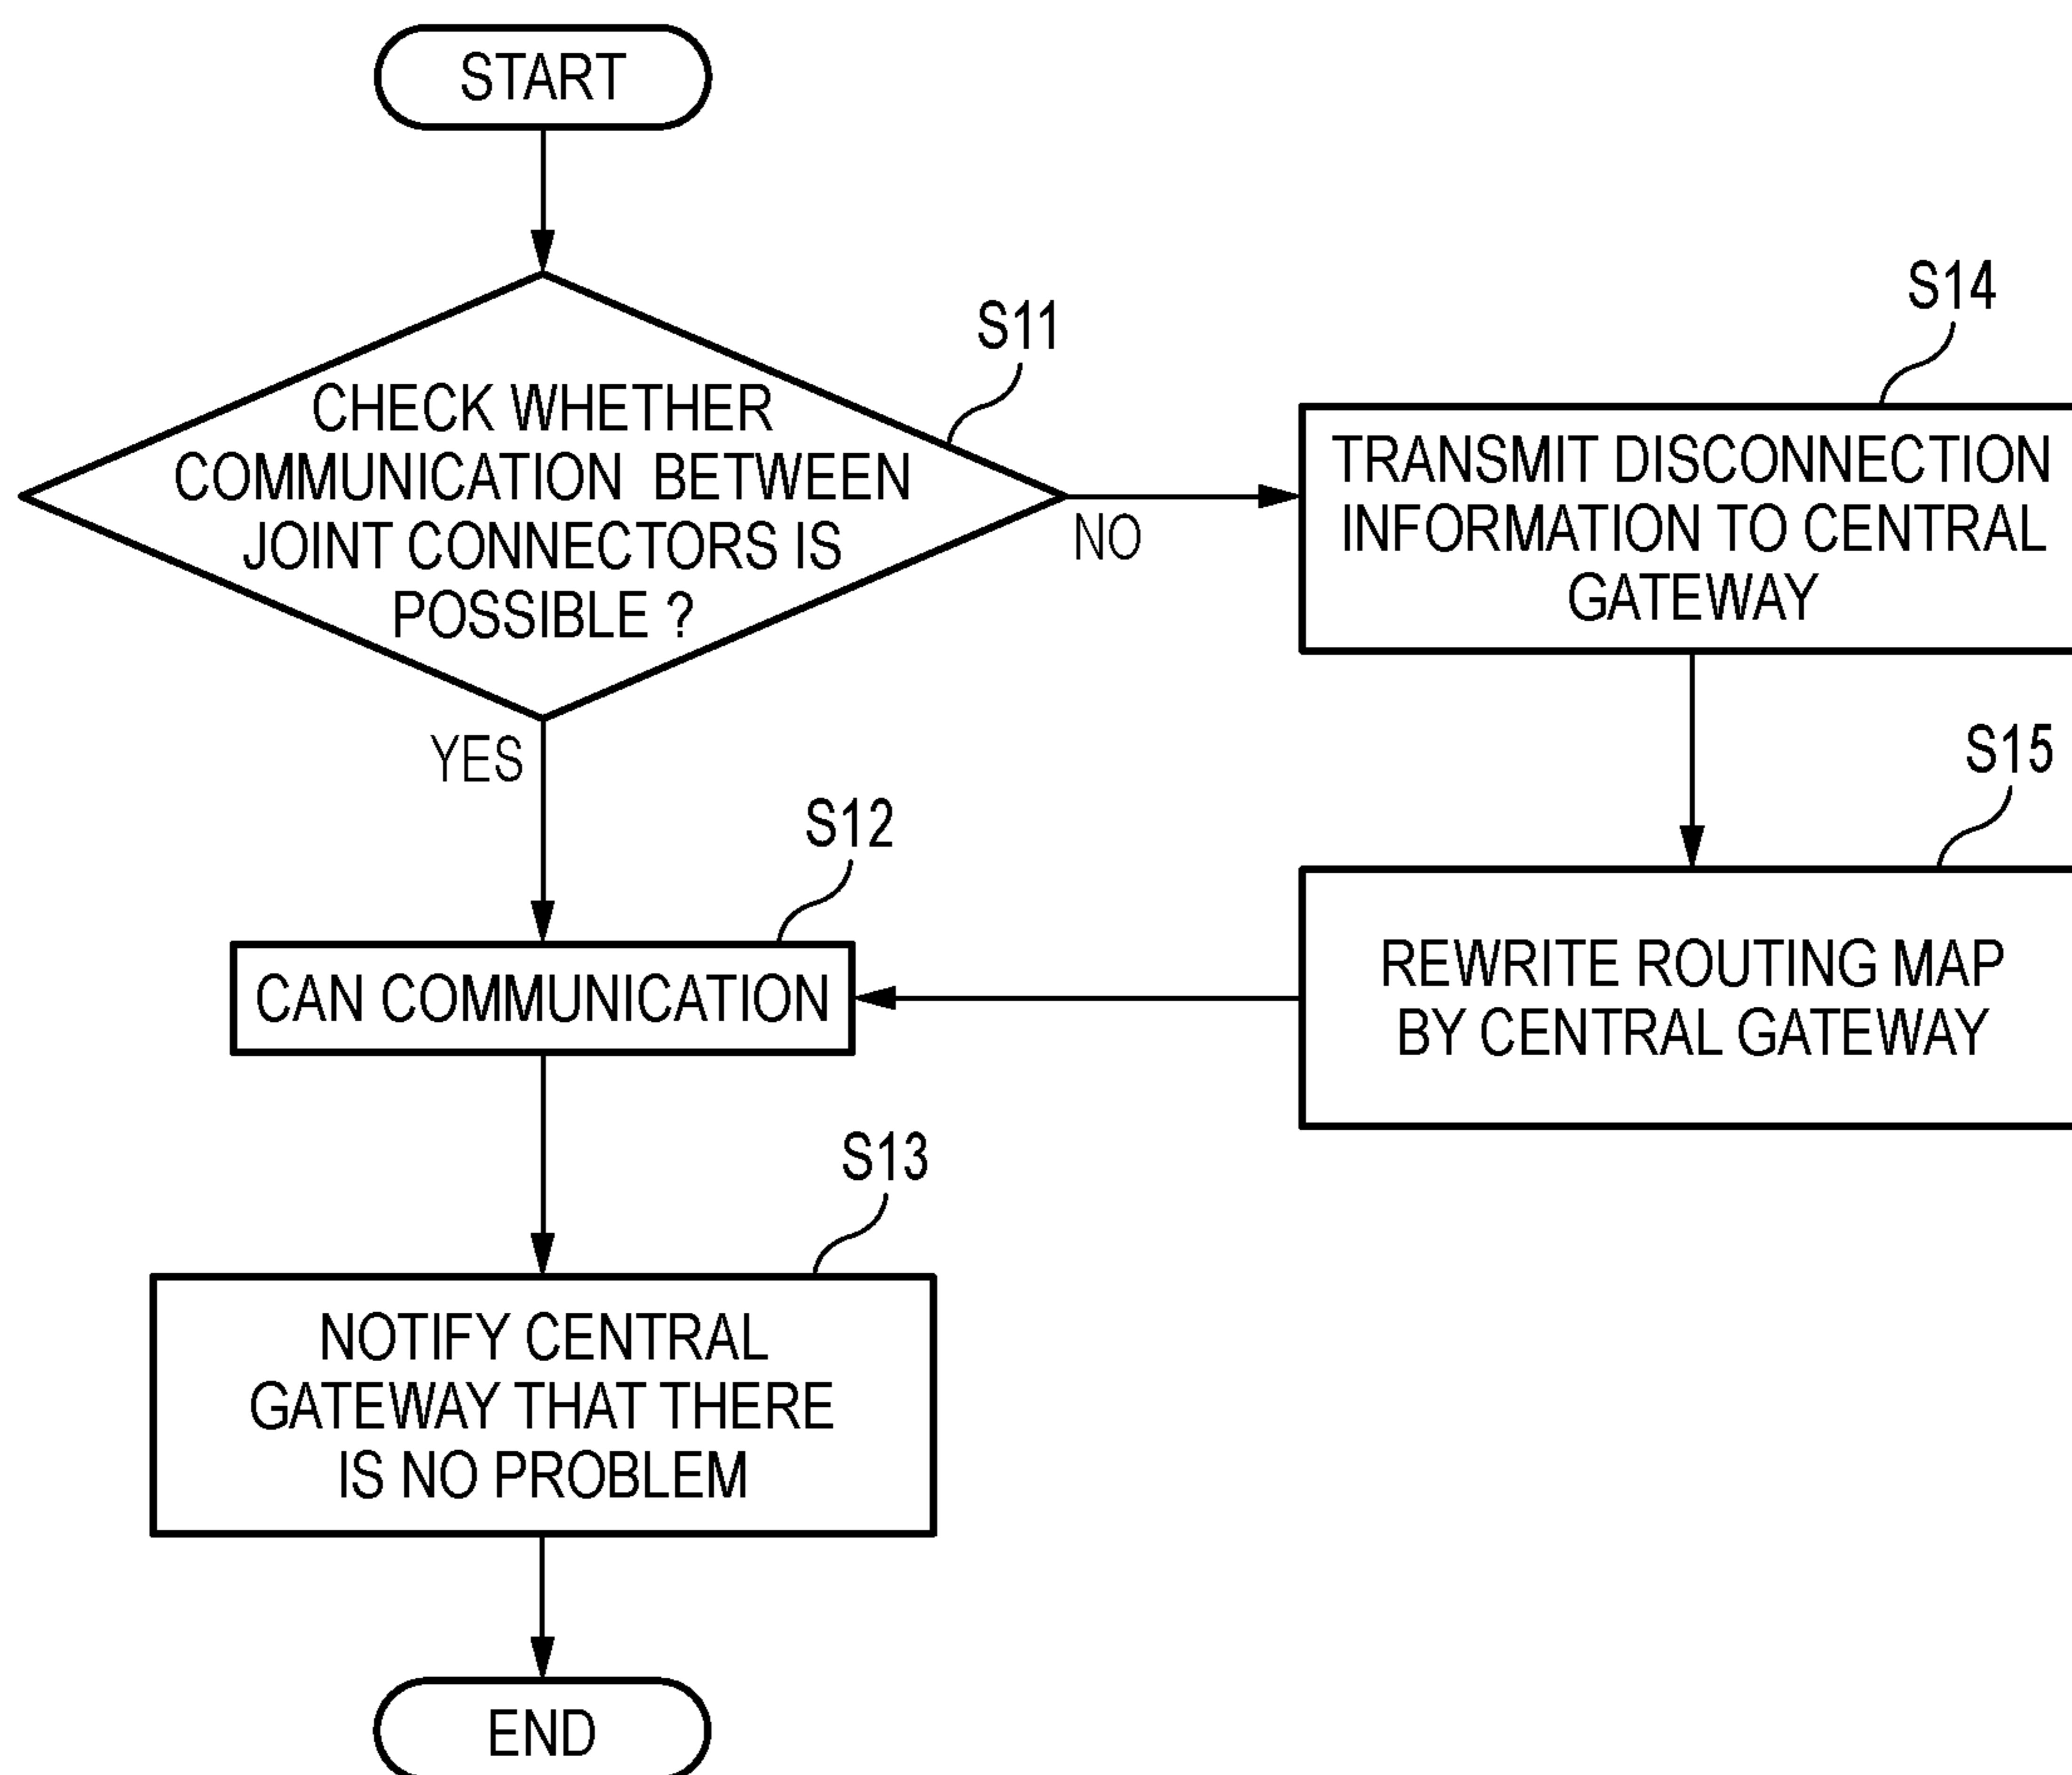 START
S11
CHECK WHETHER
COMMUNICATION BETWEEN
JOINT CONNECTORS IS
POSSIBLE ?
NO
YES
S14
TRANSMIT DISCONNECTION
INFORMATION TO CENTRAL
GATEWAY
S15
REWRITE ROUTING MAP
BY CENTRAL GATEWAY
S12
CAN COMMUNICATION
S13
NOTIFY CENTRAL
GATEWAY THAT THERE
IS NO PROBLEM
END